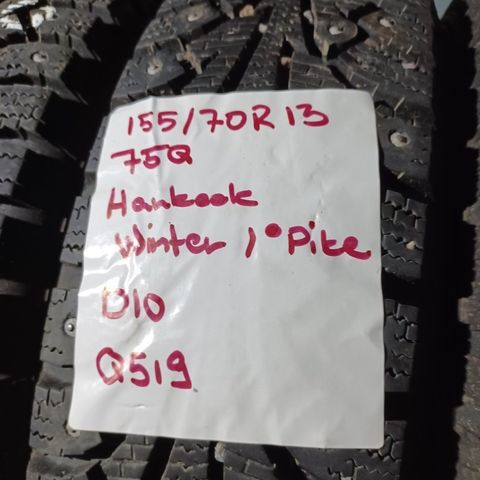 155/70R13
75Q
Hankook
Winter i*Pike
D10
Q519